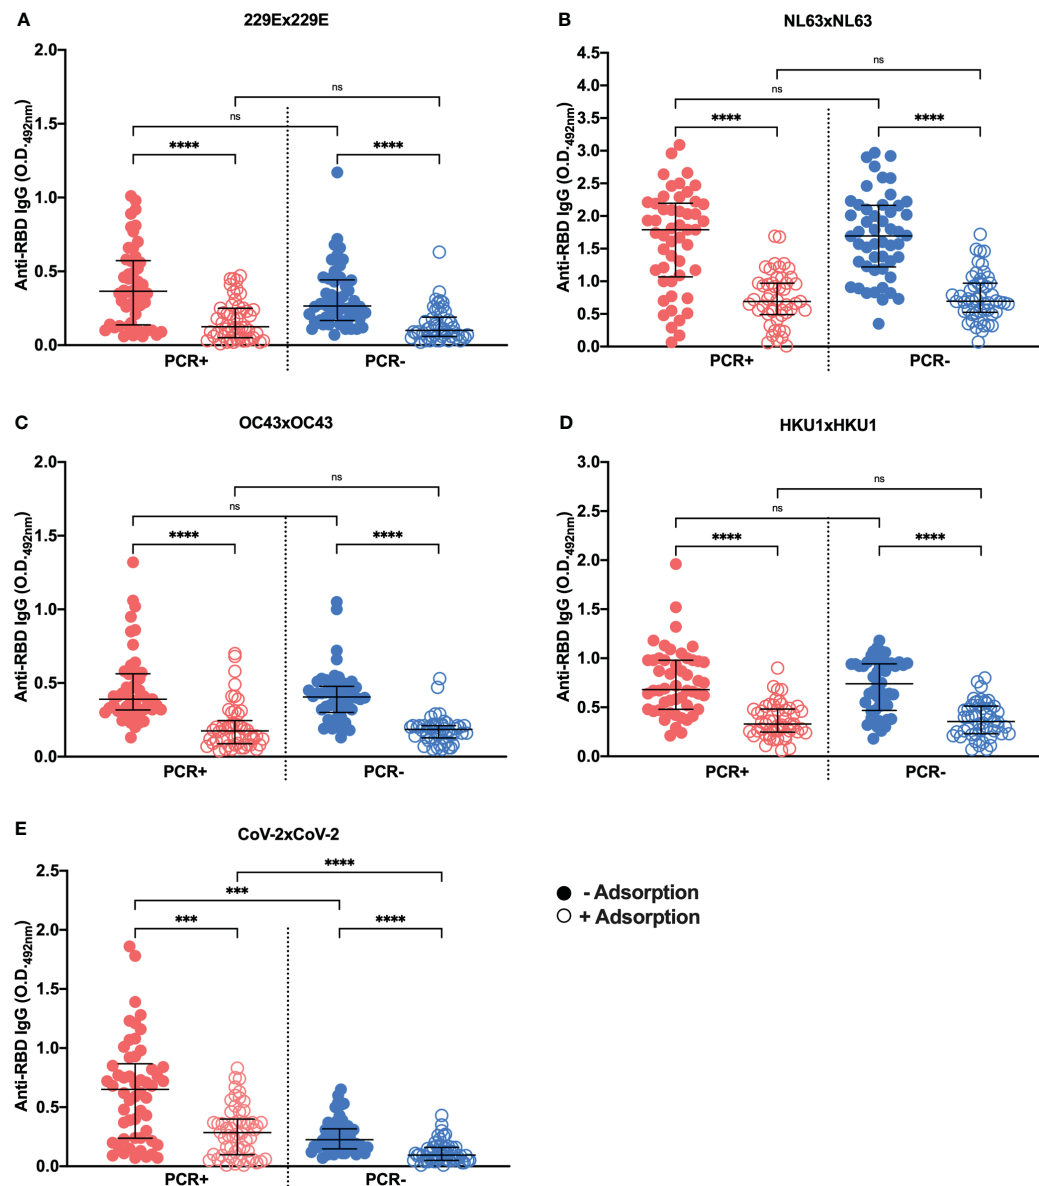 A
229Ex229E
Anti-RBD IgG (O.D.492nm)
2.0
1.5
1.0
0.5
0.0
ns
ns
****
****
PCR+
PCR-
B
NL63xNL63
Anti-RBD IgG (O.D.492nm)
4.5
4.0
3.5
3.0
2.5
2.0
1.5
1.0
0.5
0.0
ns
ns
****
****
PCR+
PCR-
C
OC43xOC43
Anti-RBD IgG (O.D.492nm)
2.0
1.5
1.0
0.5
0.0
ns
ns
****
****
PCR+
PCR-
D
HKU1xHKU1
Anti-RBD IgG (O.D.492nm)
3.0
2.5
2.0
1.5
1.0
0.5
0.0
ns
ns
****
****
PCR+
PCR-
E
CoV-2xCoV-2
Anti-RBD IgG (O.D.492nm)
2.5
2.0
1.5
1.0
0.5
0.0
****
***
***
****
PCR+
PCR-
- Adsorption
+ Adsorption